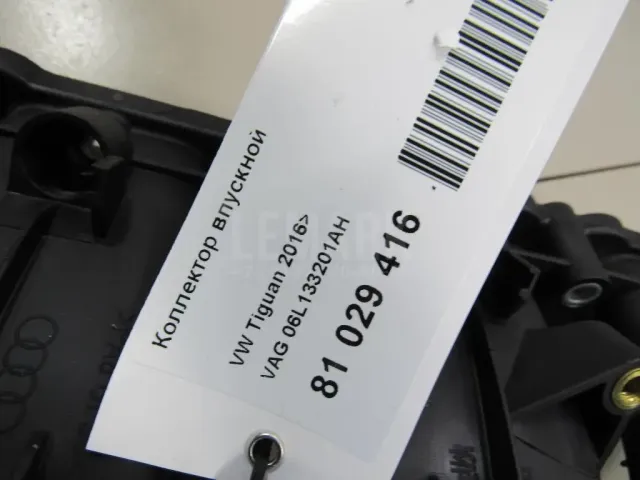 Коллектор впускной
VW Tiguan 2016>
VAG 06L133201AH
81 029 416